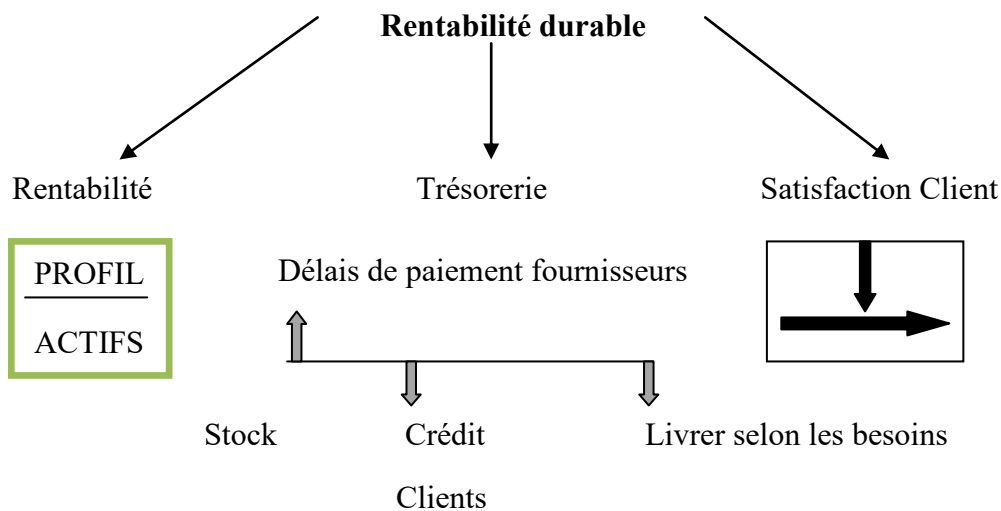 Rentabilité durable
Rentabilité
Trésorerie
Satisfaction Client
PROFIL
ACTIFS
Délais de paiement fournisseurs
Stock
Crédit
Clients
Livrer selon les besoins